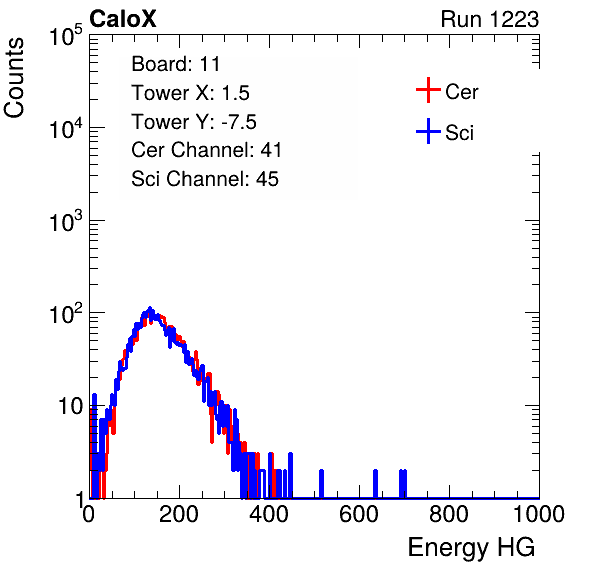 CaloX Run 1223
Counts
10^5
10^4
10^3
10^2
10
1
Board: 11
Tower X: 1.5
Tower Y: -7.5
Cer Channel: 41
Sci Channel: 45
Cer
Sci
0 200 400 600 800 1000
Energy HG